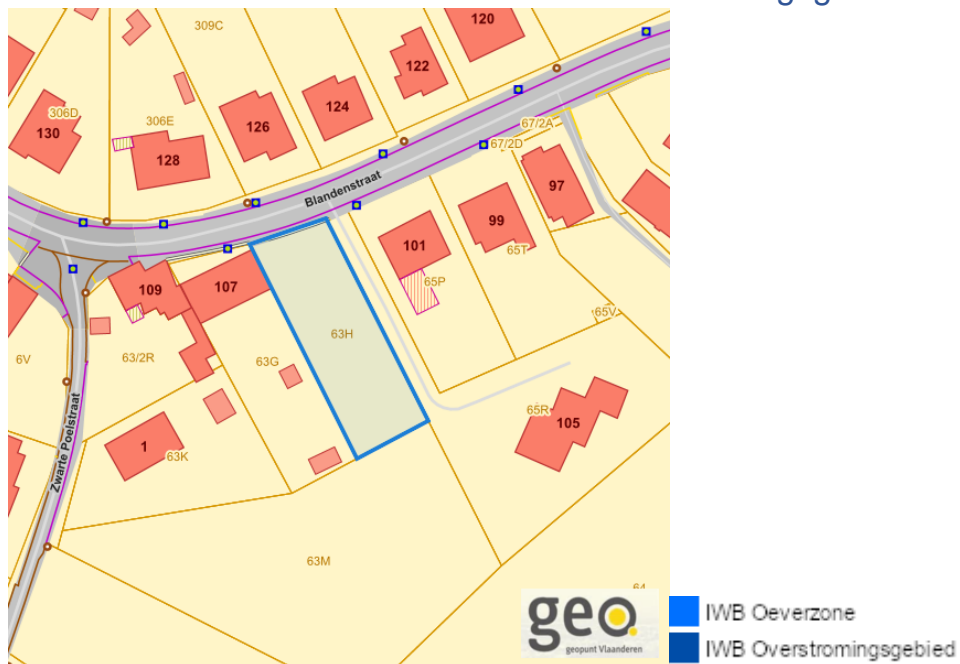 120
309C
122
306D
130
306E
124
126
128
67/2A
67/2D
97
Blandenstraat
99
101
65T
65P
107
109
65V
63H
6V
63/2R
63G
65R
105
Zwarte Poelstraat
1
63K
63M
geo
geopunt Vlaanderen
IWB Oeverzone
IWB Overstromingsgebied